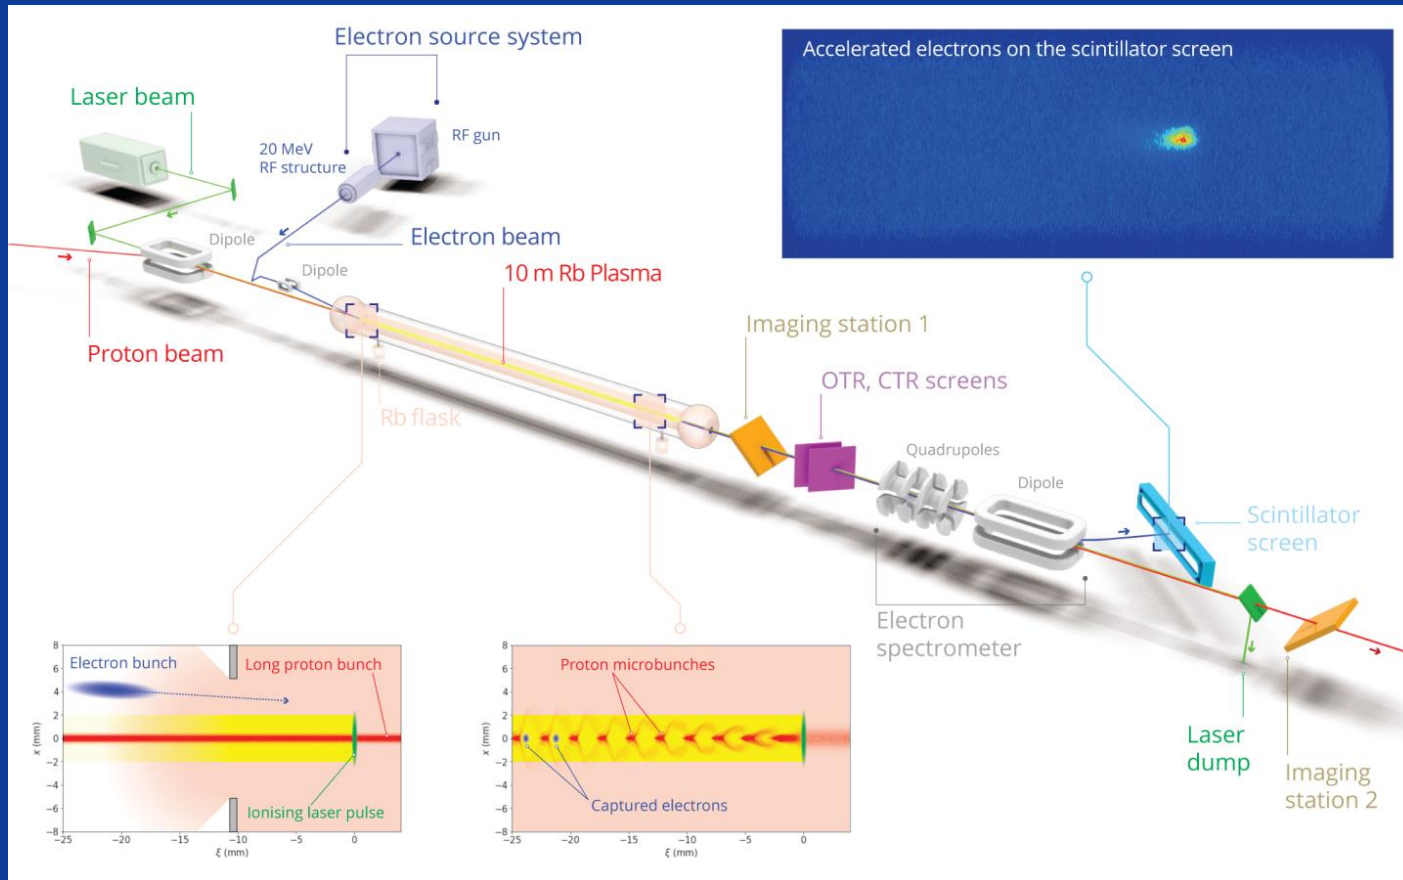 Electron source system
Accelerated electrons on the scintillator screen
Laser beam
RF gun
20 MeV
RF structure
Dipole
Electron beam
Dipole
10 m Rb Plasma
Proton beam
Imaging station 1
OTR, CTR screens
Rb flask
Quadrupoles
Dipole
Scintillator
screen
Electron
spectrometer
Laser
dump
Imaging
station 2
Electron bunch
Long proton bunch
Ionising laser pulse
x (mm)
8
6
4
2
0
−2
−4
−6
−8
−25
−20
−15
−10
−5
0
ξ (mm)
Proton microbunches
Captured electrons
x (mm)
8
6
4
2
0
−2
−4
−6
−8
−25
−20
−15
−10
−5
0
ξ (mm)